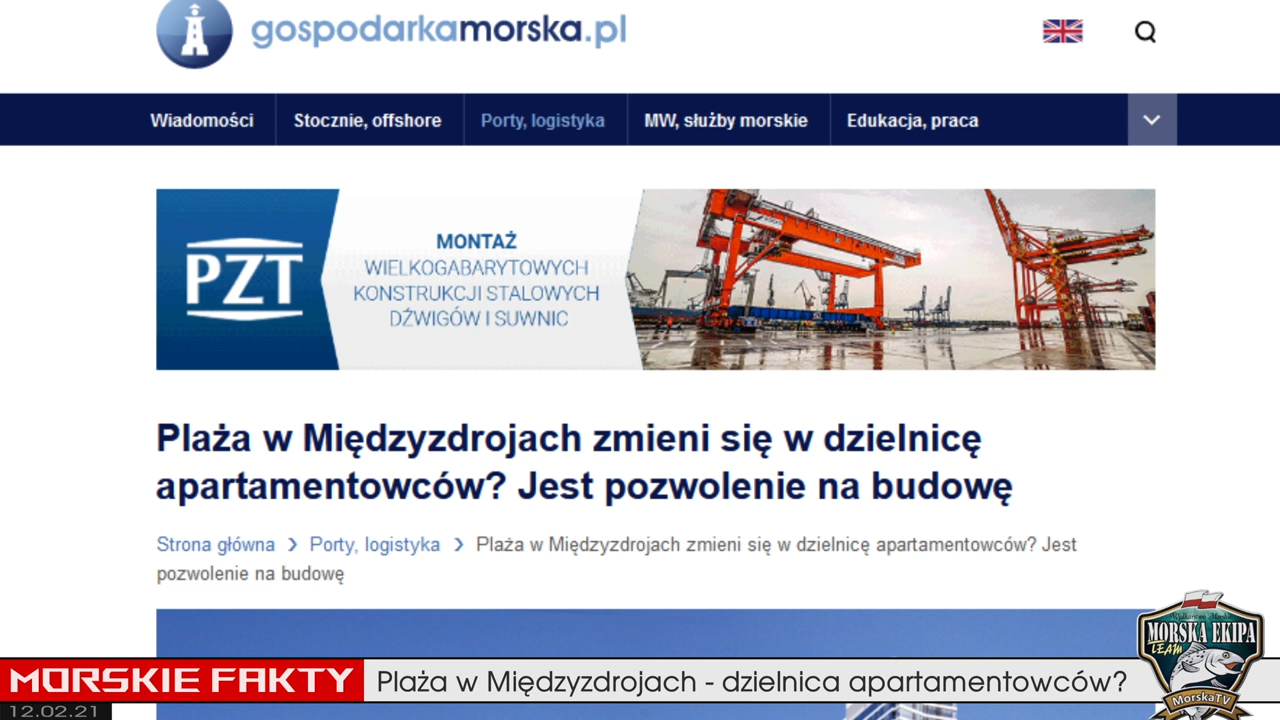 gospodarkamorska.pl
Wiadomości
Stocznie, offshore
Porty, logistyka
MW, służby morskie
Edukacja, praca
PZT
MONTAŻ
WIELKOGABARYTOWYCH
KONSTRUKCJI STALOWYCH
DŹWIGÓW I SUWNIC
Plaża w Międzyzdrojach zmieni się w dzielnicę
apartamentowców? Jest pozwolenie na budowę
Strona główna > Porty, logistyka > Plaża w Międzyzdrojach zmieni się w dzielnicę apartamentowców? Jest
pozwolenie na budowę
MORSKA EKIPA
TEAM
MorskaTV
MORSKIE FAKTY
Plaża w Międzyzdrojach - dzielnica apartamentowców?
12.02.21